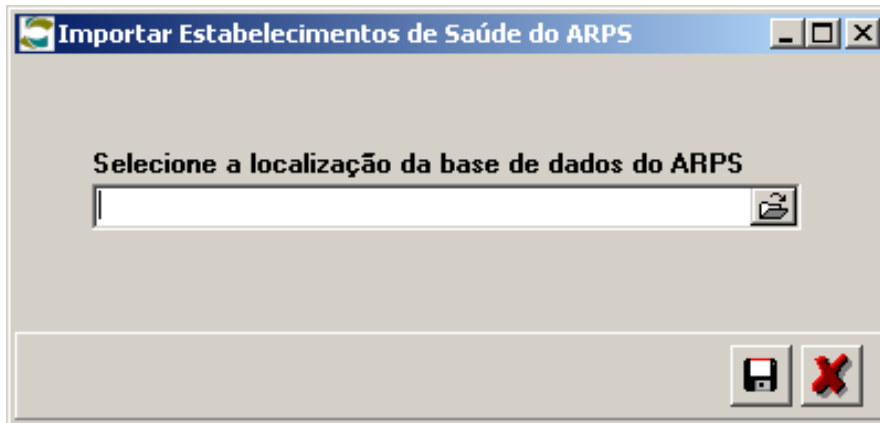 Importar Estabelecimentos de Saúde do ARPS
Selecione a localização da base de dados do ARPS